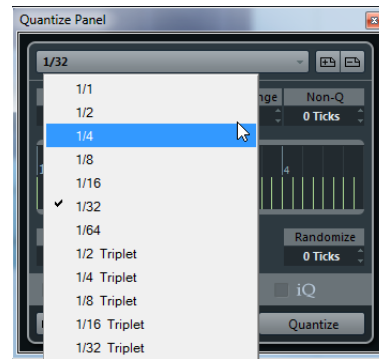 Quantize Panel
1/32
1/1
1/2
1/4
1/8
1/16
1/32
1/64
1/2 Triplet
1/4 Triplet
1/8 Triplet
1/16 Triplet
1/32 Triplet
Non-Q
0 Ticks
4
Randomize
0 Ticks
iQ
Quantize